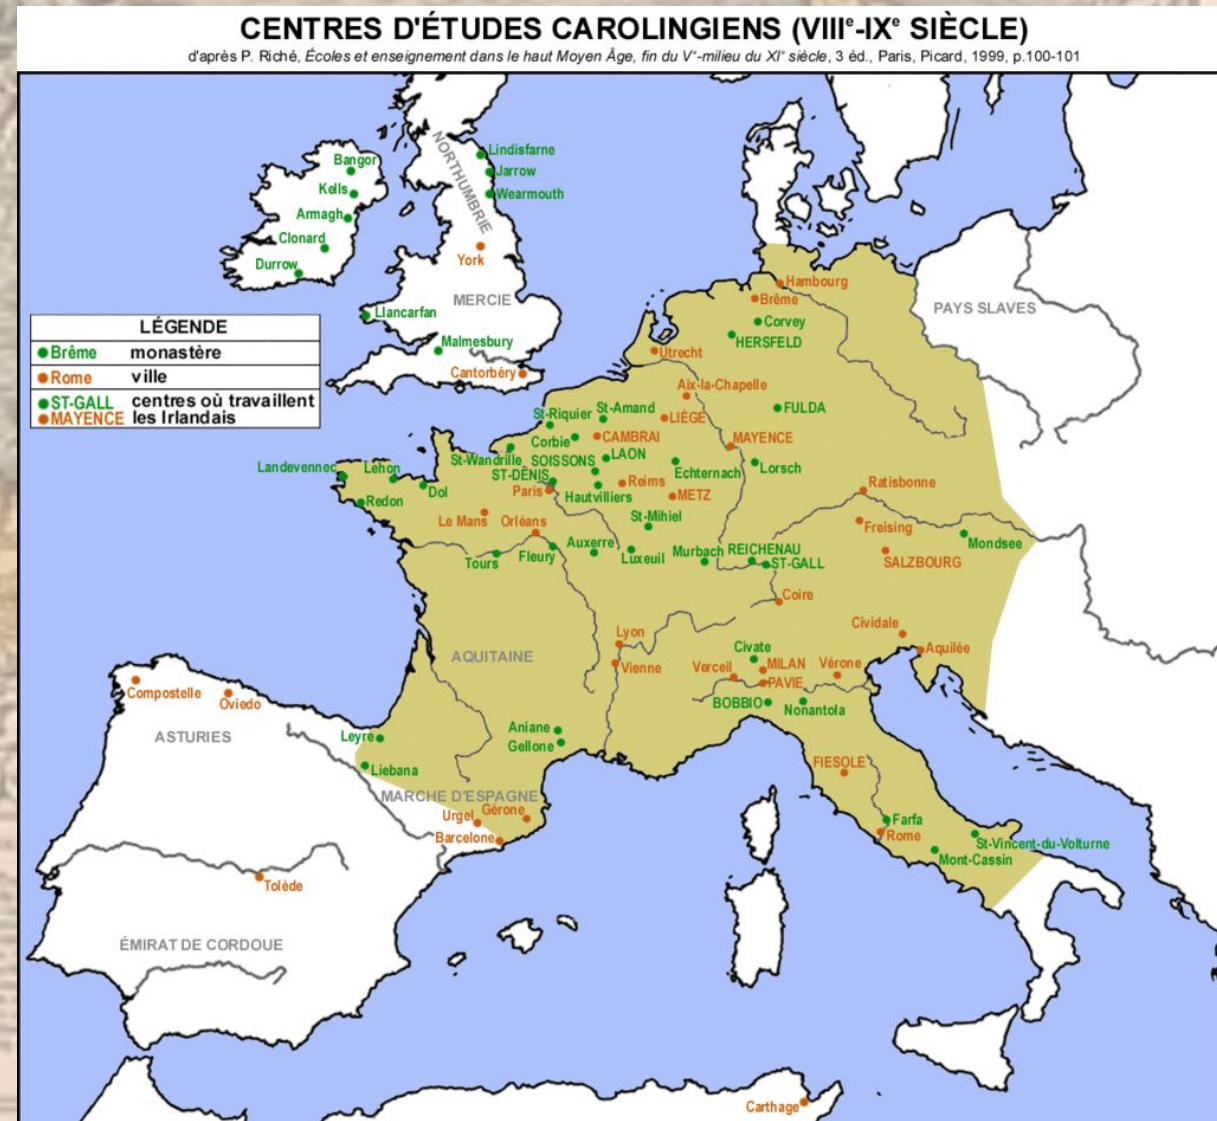 CENTRES D'ÉTUDES CAROLINGIENS (VIIIe-IXe SIÈCLE)
d'après P. Riché, Écoles et enseignement dans le haut Moyen Âge, fin du V°-milieu du XI° siècle, 3 éd., Paris, Picard, 1999, p.100-101
NORTHUMBRIE
Lindisfarne
Jarrow
Wearmouth
Bangor
Kells
Armagh
Clonard
Durrow
York
MERCIE
Llancarfan
Malmesbury
Cantorbéry
LÉGENDE
Brême monastère
Rome ville
ST-GALL centres où travaillent
MAYENCE les Irlandais
Hambourg
Brême
Corvey
HERSFELD
PAYS SLAVES
Utrecht
Aix-la-Chapelle
St-Riquier
St-Amand
LIÈGE
FULDA
Corbie
CAMBRAI
MAYENCE
St-Wandrille
SOISSONS
LAON
Echternach
Lorsch
Landevennec
Léhon
ST-DENIS
Dol
Paris
Hautvilliers
Reims
METZ
Ratisbonne
Redon
Le Mans
Orléans
St-Mihiel
Freising
Mondsee
Tours
Fleury
Auxerre
Luxeuil
Murbach
REICHENAU
ST-GALL
SALZBOURG
Coire
Lyon
Vienne
AQUITAINE
Civate
Cividale
Aquilée
Verceil
MILAN
PAVIE
Vérone
BOBBIO
Nonantola
Compostelle
Oviedo
ASTURIES
Leyre
Liebana
Aniane
Gellone
MARCHE D'ESPAGNE
Urgel
Gérone
Barcelone
FIESOLE
Farfa
Rome
St-Vincent-du-Volturne
Mont-Cassin
Tolède
ÉMIRAT DE CORDOUE
Carthage